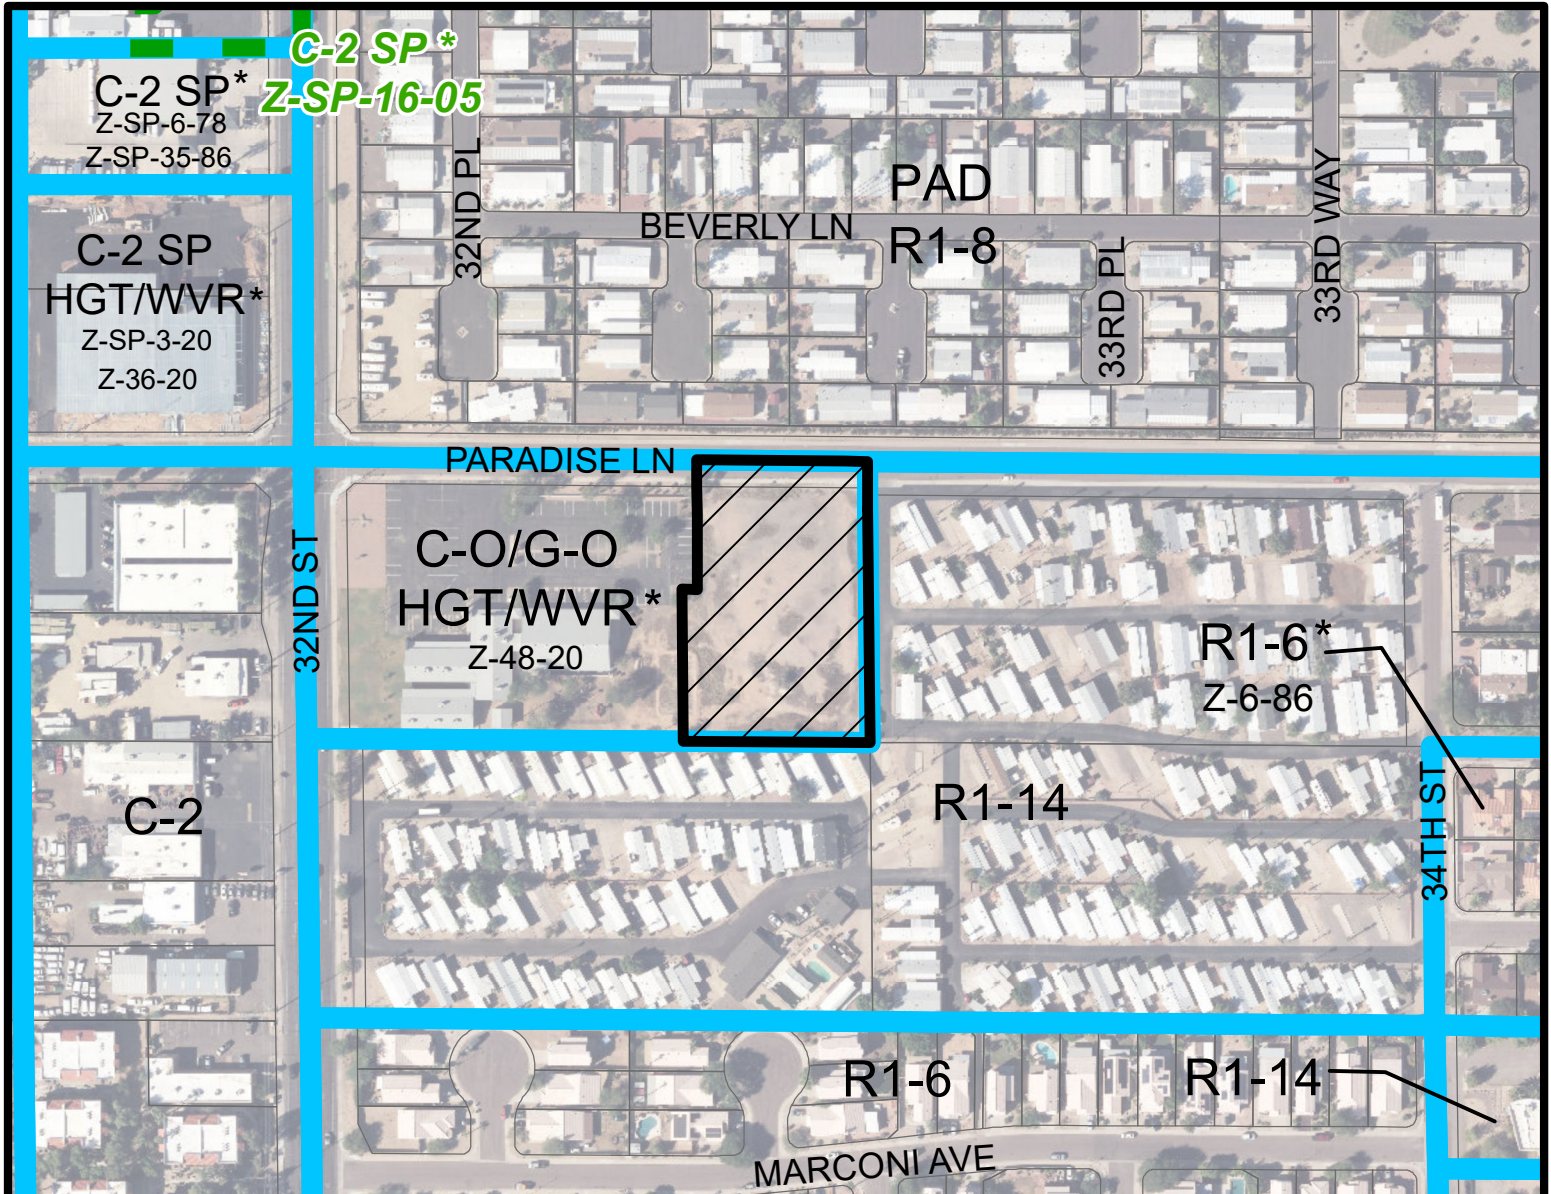 C-2 SP *
Z-SP-16-05
C-2 SP*
Z-SP-6-78
Z-SP-35-86
C-2 SP
HGT/WVR*
Z-SP-3-20
Z-36-20
32ND PL
BEVERLY LN
PAD
R1-8
33RD PL
33RD WAY
PARADISE LN
32ND ST
C-O/G-O
HGT/WVR*
Z-48-20
R1-6*
Z-6-86
C-2
R1-14
34TH ST
R1-6
R1-14
MARCONI AVE